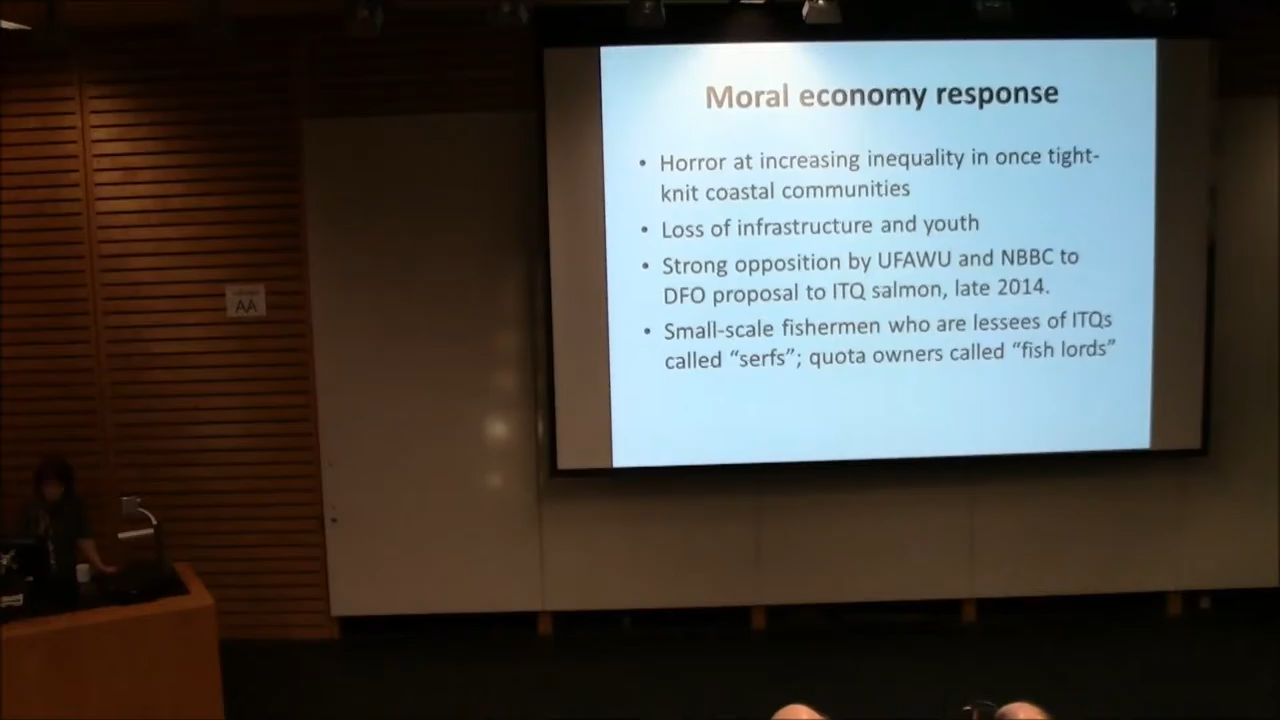 Moral economy response
• Horror at increasing inequality in once tight-
knit coastal communities
• Loss of infrastructure and youth
• Strong opposition by UFAWU and NBBC to
DFO proposal to ITQ salmon, late 2014.
• Small-scale fishermen who are lessees of ITQs
called “serfs”; quota owners called “fish lords”
AA